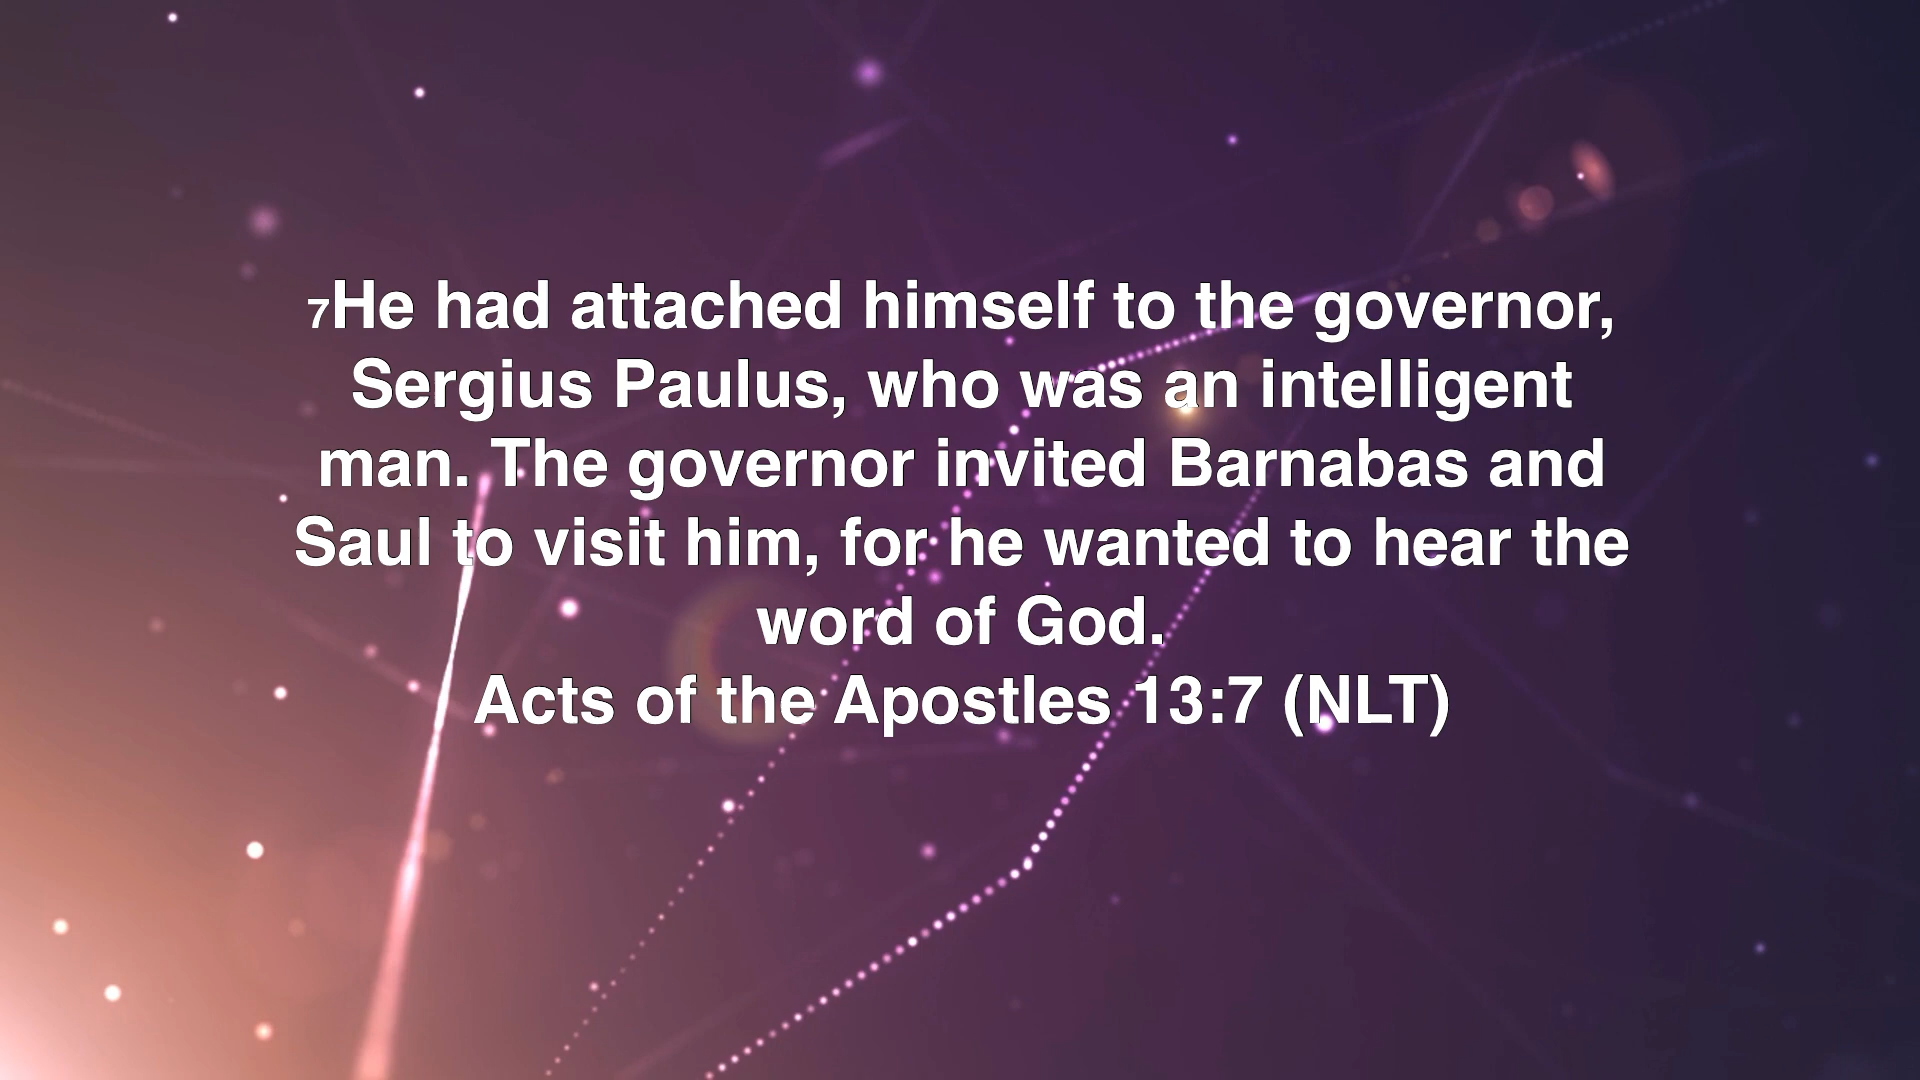 7He had attached himself to the governor,
Sergius Paulus, who was an intelligent
man. The governor invited Barnabas and
Saul to visit him, for he wanted to hear the
word of God.
Acts of the Apostles 13:7 (NLT)